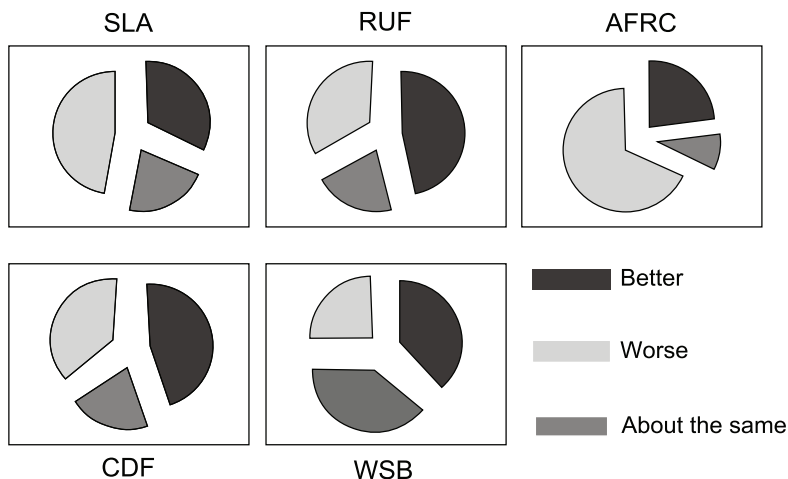 SLA
RUF
AFRC
Better
Worse
About the same
CDF
WSB